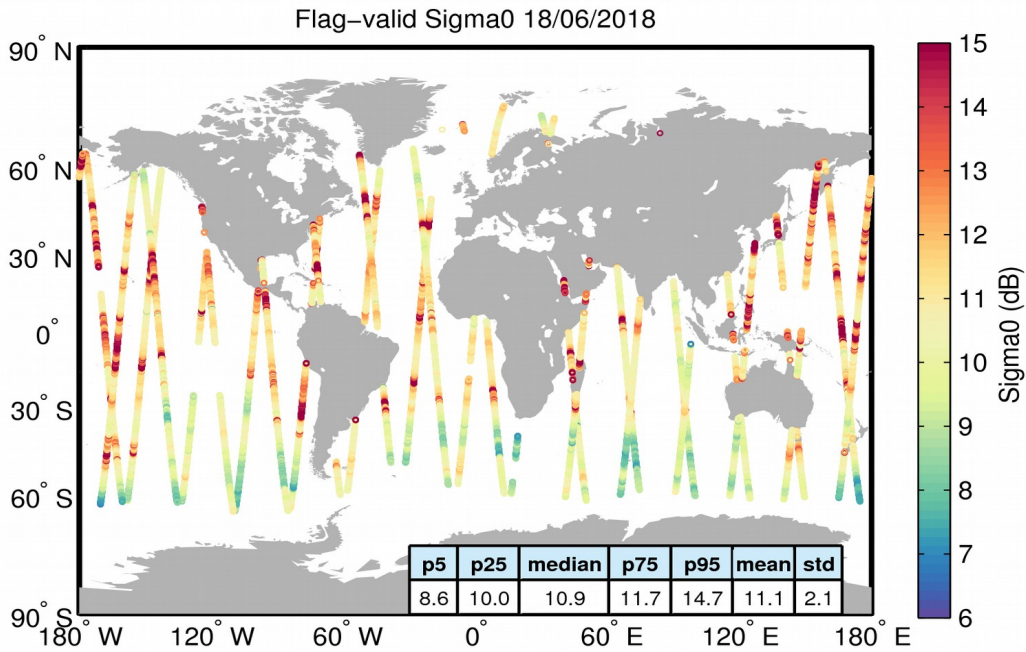 Flag−valid Sigma0 18/06/2018
90° N
60° N
30° N
0°
30° S
60° S
90° S
180° W
120° W
60° W
0°
60° E
120° E
180° E
p5 p25 median p75 p95 mean std
8.6 10.0 10.9 11.7 14.7 11.1 2.1
15
14
13
12
11
10
9
8
7
6
Sigma0 (dB)